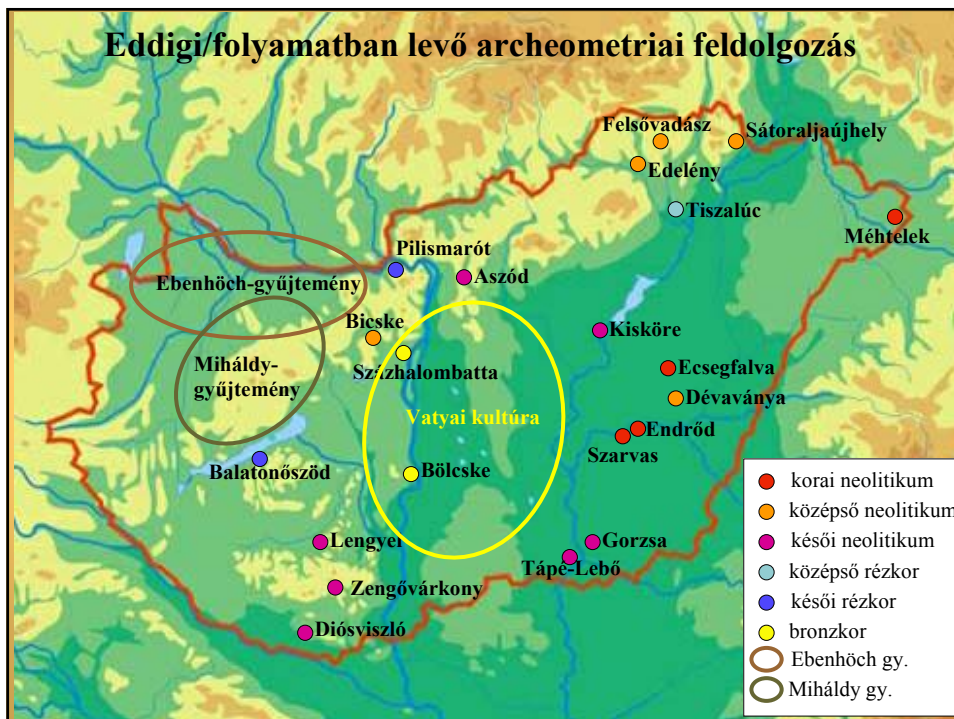 Eddigi/folyamatban levő archeometriai feldolgozás
Felsővadász
Sátoraljaújhely
Edelény
Tiszalúc
Méhtelek
Pilismarót
Aszód
Ebenhöch-gyűjtemény
Bicske
Kisköre
Miháldy-
gyűjtemény
Százhalombatta
Ecsegfalva
Dévaványa
Vatyai kultúra
Endrőd
Szarvas
Balatonőszöd
Bölcske
Lengyel
Gorzsa
Tápé-Lebő
Zengővárkony
Diósviszló
korai neolitikum
középső neolitikum
késői neolitikum
középső rézkor
késői rézkor
bronzkor
Ebenhöch gy.
Miháldy gy.